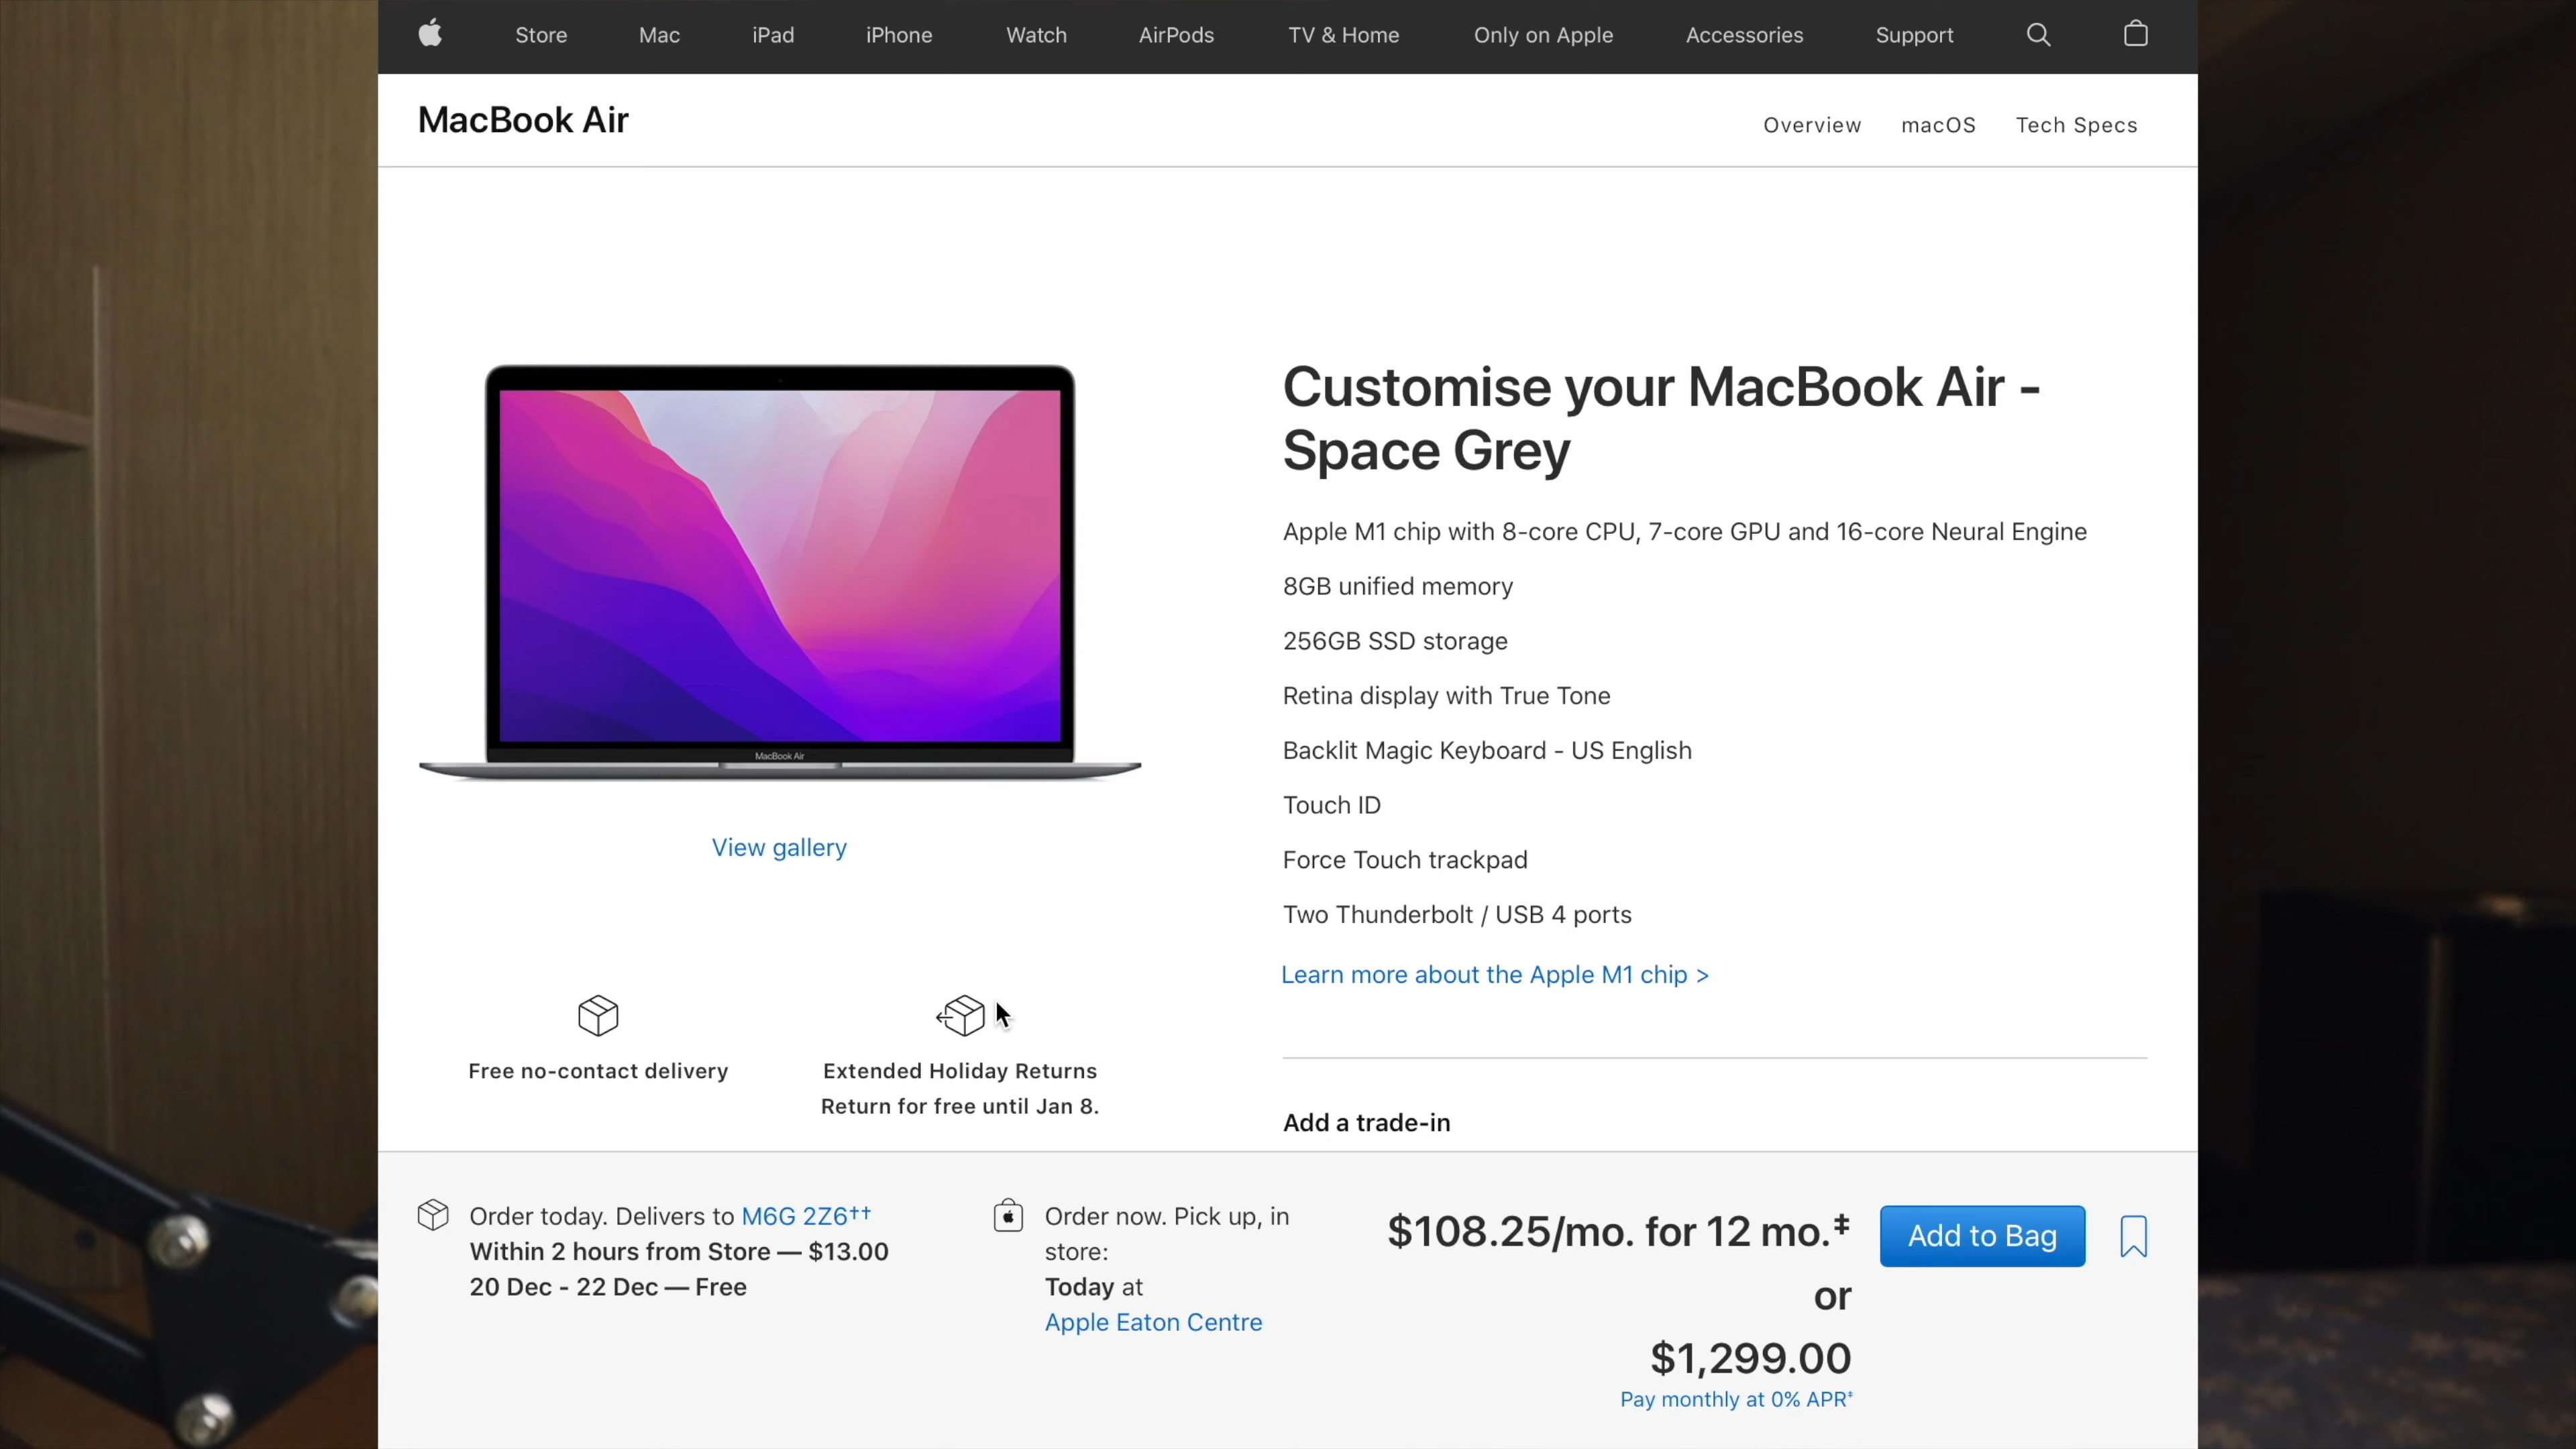 Store Mac iPad iPhone Watch AirPods TV & Home Only on Apple Accessories Support
MacBook Air
Overview macOS Tech Specs
MacBook Air
View gallery
Free no-contact delivery
Extended Holiday Returns
Return for free until Jan 8.
Customise your MacBook Air -
Space Grey
Apple M1 chip with 8-core CPU, 7-core GPU and 16-core Neural Engine
8GB unified memory
256GB SSD storage
Retina display with True Tone
Backlit Magic Keyboard - US English
Touch ID
Force Touch trackpad
Two Thunderbolt / USB 4 ports
Learn more about the Apple M1 chip >
Add a trade-in
Order today. Delivers to M6G 2Z6††
Within 2 hours from Store — $13.00
20 Dec - 22 Dec — Free
Order now. Pick up, in
store:
Today at
Apple Eaton Centre
$108.25/mo. for 12 mo.‡
or
$1,299.00
Pay monthly at 0% APR‡
Add to Bag